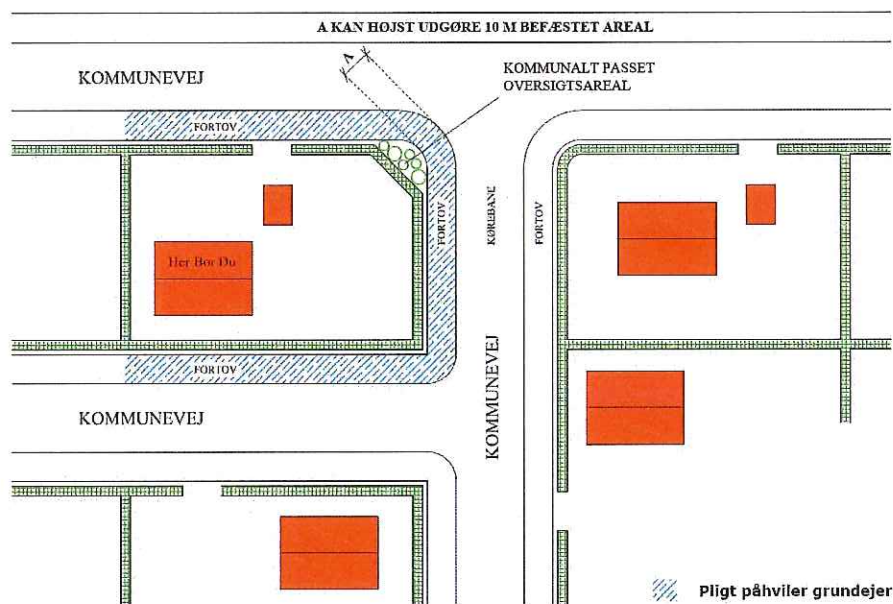 A KAN HØJST UDGØRE 10 M BEFÆSTET AREAL
A
KOMMUNEVEJ
KOMMUNALT PASSET
OVERSIGTSAREAL
FORTOV
FORTOV
KØREBANE
FORTOV
Her Bor Du
FORTOV
KOMMUNEVEJ
KOMMUNEVEJ
Pligt påhviler grundejer